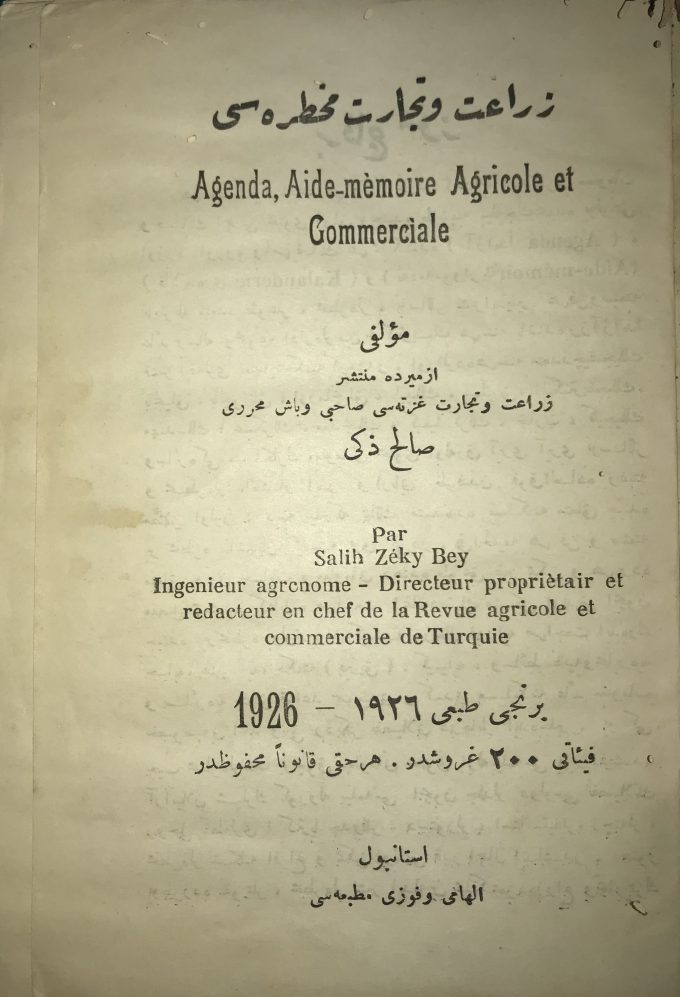 زراعت وتجارت مخطره سی
Agenda, Aide-mèmoire Agricole et
Gommerciale
مؤلفی
ازمیرده منتشر
زراعت وتجارت غزته سی صاحبی وباش محرری
صالح ذکی
Par
Salih Zéky Bey
Ingenieur agrcnome – Directeur propriètair et
redacteur en chef de la Revue agricole et
commerciale de Turquie
برنجی طبعی ١٩٢٦ – 1926
فیئاتی ٢٠٠ غروشدر . هرحقی قانوناً محفوظدر
استانبول
الهامی وفوزی مطبعه سی